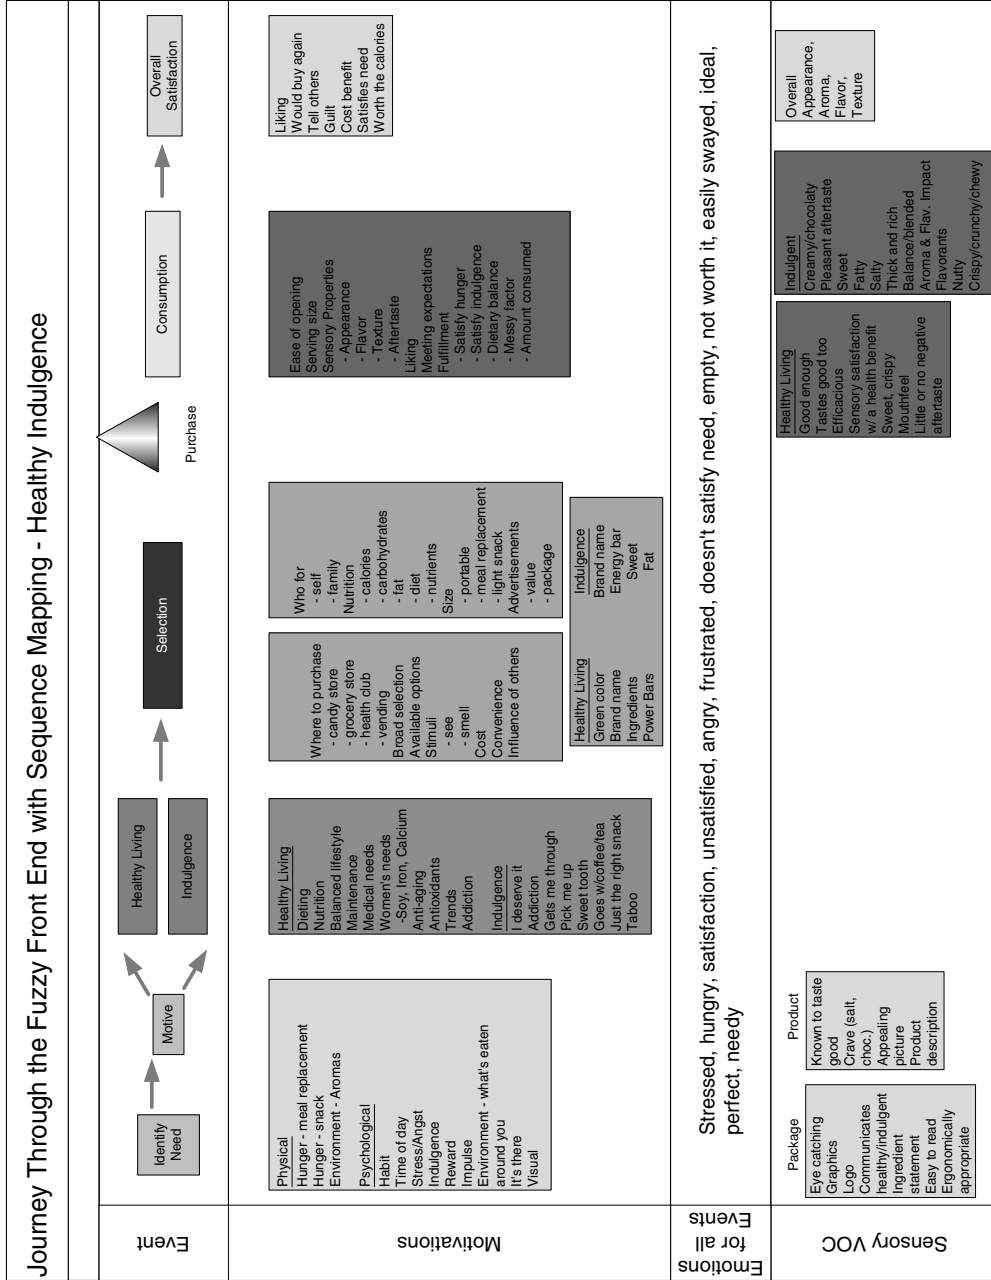 Journey Through the Fuzzy Front End with Sequence Mapping - Healthy Indulgence
Event
Identify
Need
Motive
Healthy Living
Indulgence
Selection
Purchase
Consumption
Overall
Satisfaction
Motivations
Physical
Hunger - meal replacement
Hunger - snack
Environment - Aromas
Psychological
Habit
Time of day
Stress/Angst
Indulgence
Reward
Impulse
Environment - what's eaten
around you
It's there
Visual
Healthy Living
Dieting
Nutrition
Balanced lifestyle
Maintenance
Medical needs
Women's needs
-Soy, Iron, Calcium
Anti-aging
Antioxidants
Trends
Addiction
Indulgence
I deserve it
Addiction
Gets me through
Pick me up
Sweet tooth
Goes w/coffee/tea
Just the right snack
Taboo
Where to purchase
- candy store
- grocery store
- health club
- vending
Broad selection
Available options
Stimuli
- see
- smell
Cost
Convenience
Influence of others
Who for
- self
- family
Nutrition
- calories
- carbohydrates
- fat
- diet
- nutrients
Size
- portable
- meal replacement
- light snack
Advertisements
- value
- package
Healthy Living
Green color
Brand name
Ingredients
Power Bars
Indulgence
Brand name
Energy bar
Sweet
Fat
Ease of opening
Serving size
Sensory Properties
- Appearance
- Flavor
- Texture
- Aftertaste
Liking
Meeting expectations
Fulfillment
- Satisfy hunger
- Satisfy indulgence
- Dietary balance
- Messy factor
- Amount consumed
Liking
Would buy again
Tell others
Guilt
Cost benefit
Satisfies need
Worth the calories
Emotions
for all
Events
Stressed, hungry, satisfaction, unsatisfied, angry, frustrated, doesn't satisfy need, empty, not worth it, easily swayed, ideal,
perfect, needy
Sensory VOC
Package
Eye catching
Graphics
Logo
Communicates
healthy/indulgent
Ingredient
statement
Easy to read
Ergonomically
appropriate
Product
Known to taste
good
Crave (salt,
choc.)
Appealing
picture
Product
description
Healthy Living
Good enough
Tastes good too
Efficacious
Sensory satisfaction
w/ a health benefit
Sweet, crispy
Mouthfeel
Little or no negative
aftertaste
Indulgent
Creamy/chocolaty
Pleasant aftertaste
Sweet
Fatty
Salty
Thick and rich
Balance/blended
Aroma & Flav. Impact
Flavorants
Nutty
Crispy/crunchy/chewy
Overall
Appearance,
Aroma,
Flavor,
Texture